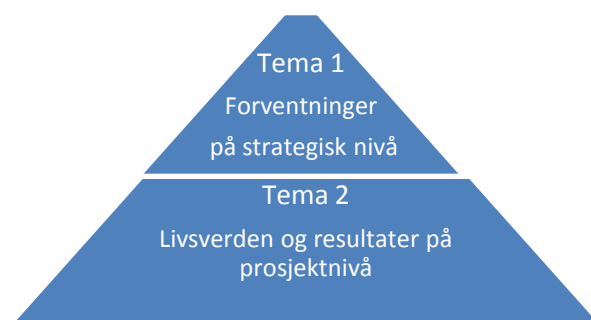 Tema 1
Forventninger
på strategisk nivå
Tema 2
Livsverden og resultater på
prosjektnivå